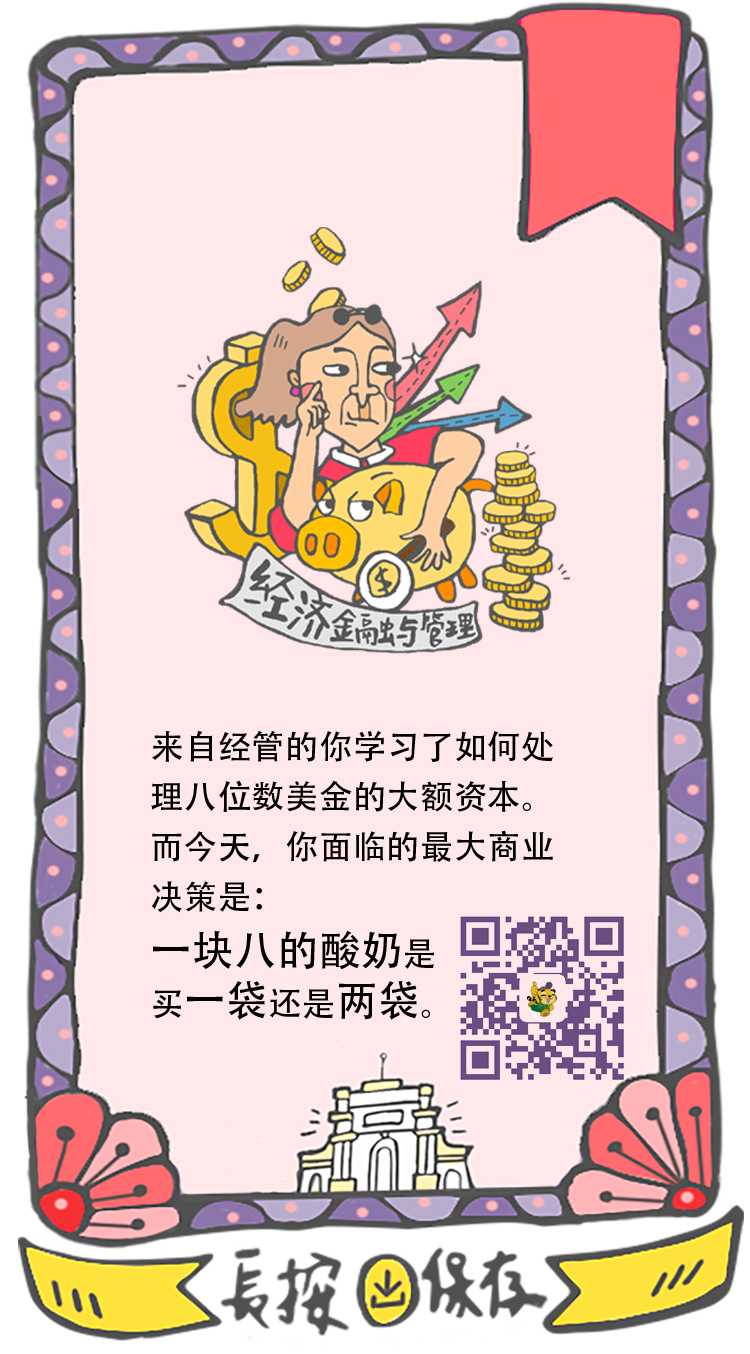 经济金融与管理
来自经管的你学习了如何处
理八位数美金的大额资本。
而今天，你面临的最大商业
决策是：
一块八的酸奶是
买一袋还是两袋。
長按保存